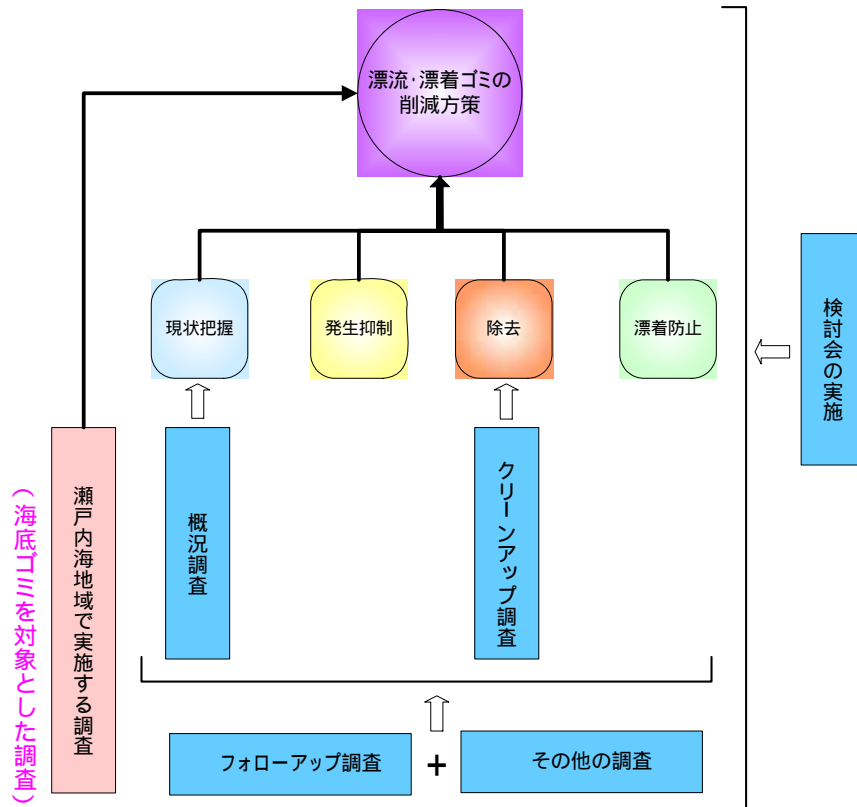 漂流・漂着ゴミの
削減方策
現状把握
発生抑制
除去
漂着防止
検討会の実施
瀬戸内海地域で実施する調査
(海底ゴミを対象とした調査)
概況調査
クリーンアップ調査
フォローアップ調査
+
その他の調査